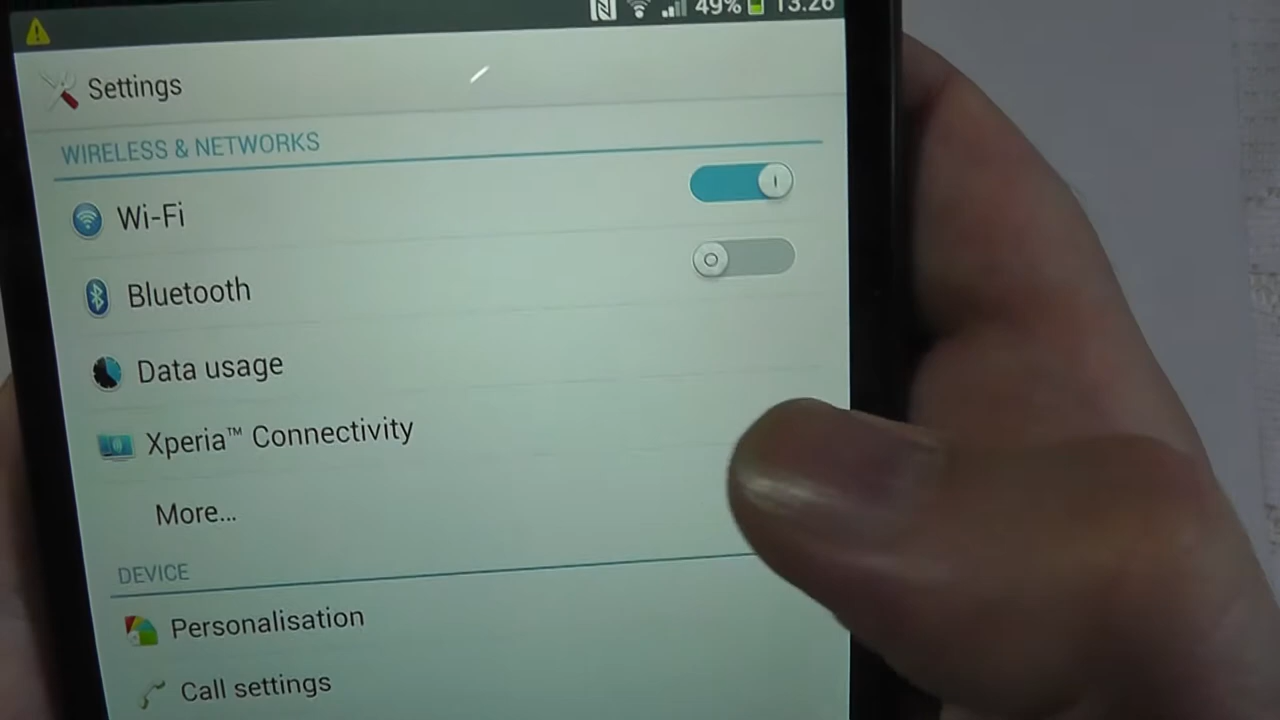 49% 13.26
Settings
WIRELESS & NETWORKS
Wi-Fi
Bluetooth
Data usage
Xperia™ Connectivity
More...
DEVICE
Personalisation
Call settings